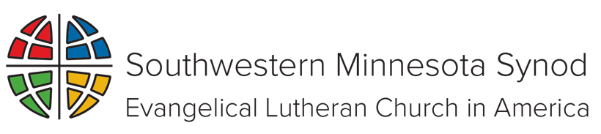 Southwestern Minnesota Synod
Evangelical Lutheran Church in America